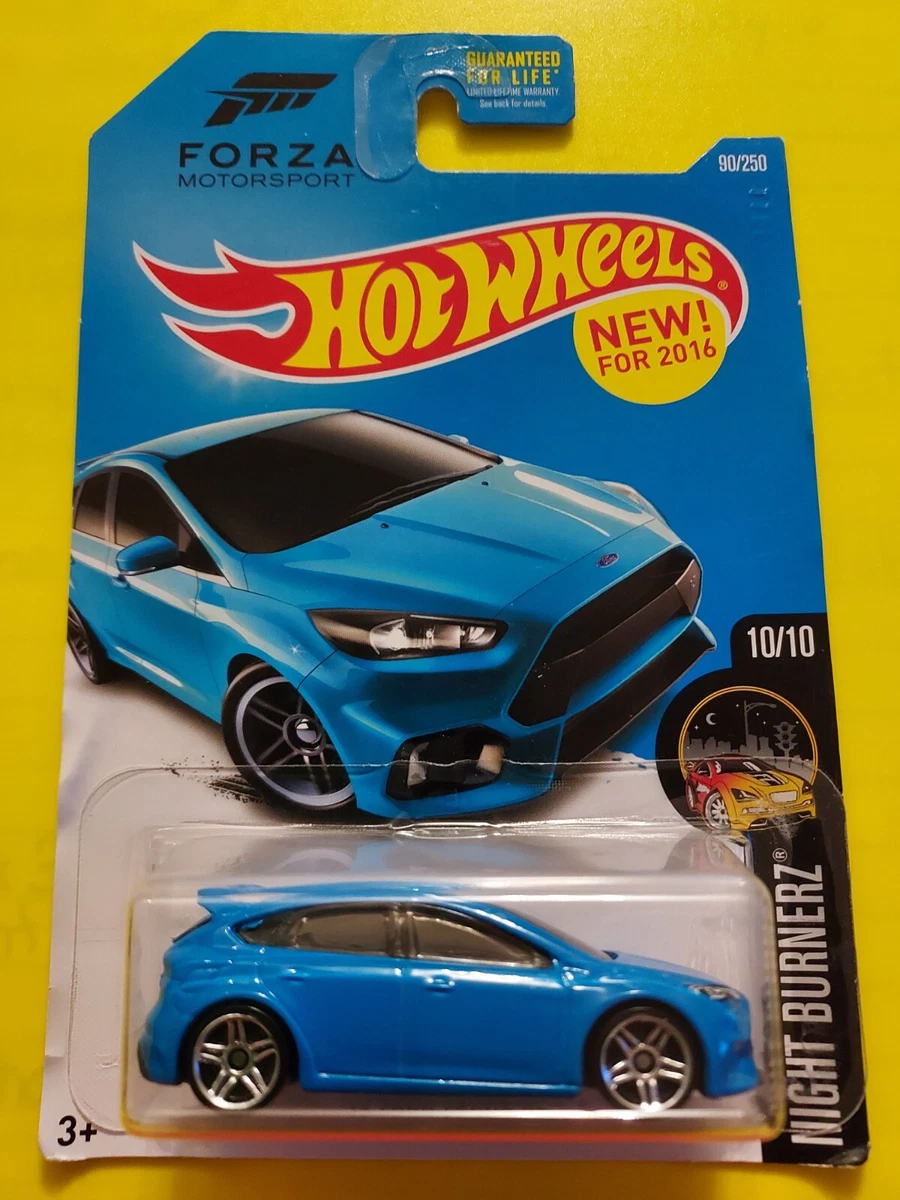 GUARANTEED
FOR LIFE*
LIMITED LIFETIME WARRANTY
See back for details
FORZA
MOTORSPORT
90/250
HOT WHEELS®
NEW!
FOR 2016
Ford
10/10
NIGHT BURNERZ®
3+